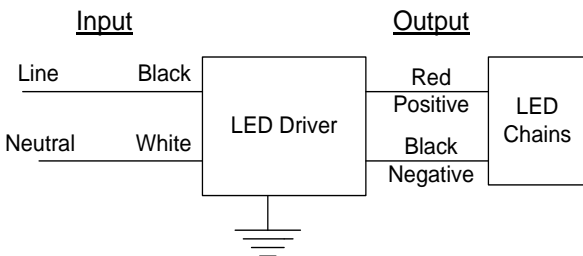 Input
Output
Line
Black
Neutral
White
LED Driver
Red
Positive
Black
Negative
LED
Chains